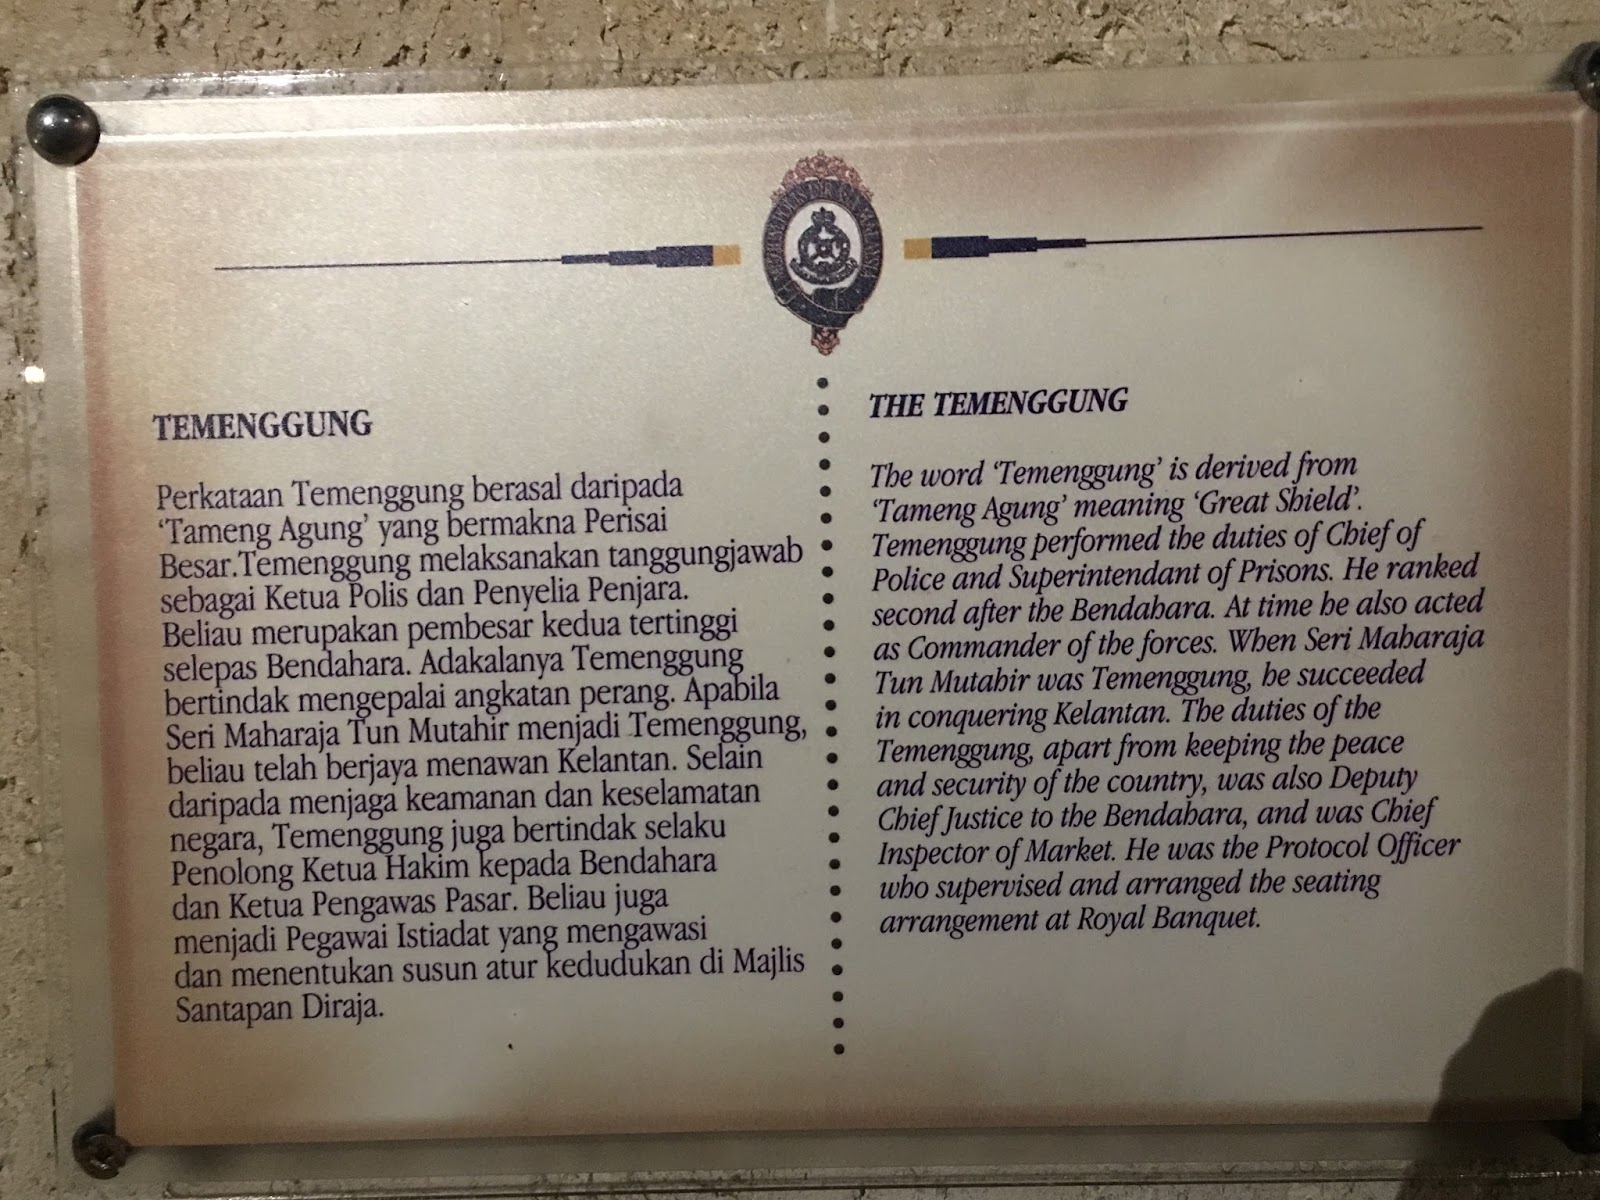 TEMENGGUNG
Perkataan Temenggung berasal daripada
‘Tameng Agung’ yang bermakna Perisai
Besar.Temenggung melaksanakan tanggungjawab
sebagai Ketua Polis dan Penyelia Penjara.
Beliau merupakan pembesar kedua tertinggi
selepas Bendahara. Adakalanya Temenggung
bertindak mengepalai angkatan perang. Apabila
Seri Maharaja Tun Mutahir menjadi Temenggung,
beliau telah berjaya menawan Kelantan. Selain
daripada menjaga keamanan dan keselamatan
negara, Temenggung juga bertindak selaku
Penolong Ketua Hakim kepada Bendahara
dan Ketua Pengawas Pasar. Beliau juga
menjadi Pegawai Istiadat yang mengawasi
dan menentukan susun atur kedudukan di Majlis
Santapan Diraja.
THE TEMENGGUNG
The word ‘Temenggung’ is derived from
‘Tameng Agung’ meaning ‘Great Shield’.
Temenggung performed the duties of Chief of
Police and Superintendant of Prisons. He ranked
second after the Bendahara. At time he also acted
as Commander of the forces. When Seri Maharaja
Tun Mutahir was Temenggung, he succeeded
in conquering Kelantan. The duties of the
Temenggung, apart from keeping the peace
and security of the country, was also Deputy
Chief Justice to the Bendahara, and was Chief
Inspector of Market. He was the Protocol Officer
who supervised and arranged the seating
arrangement at Royal Banquet.